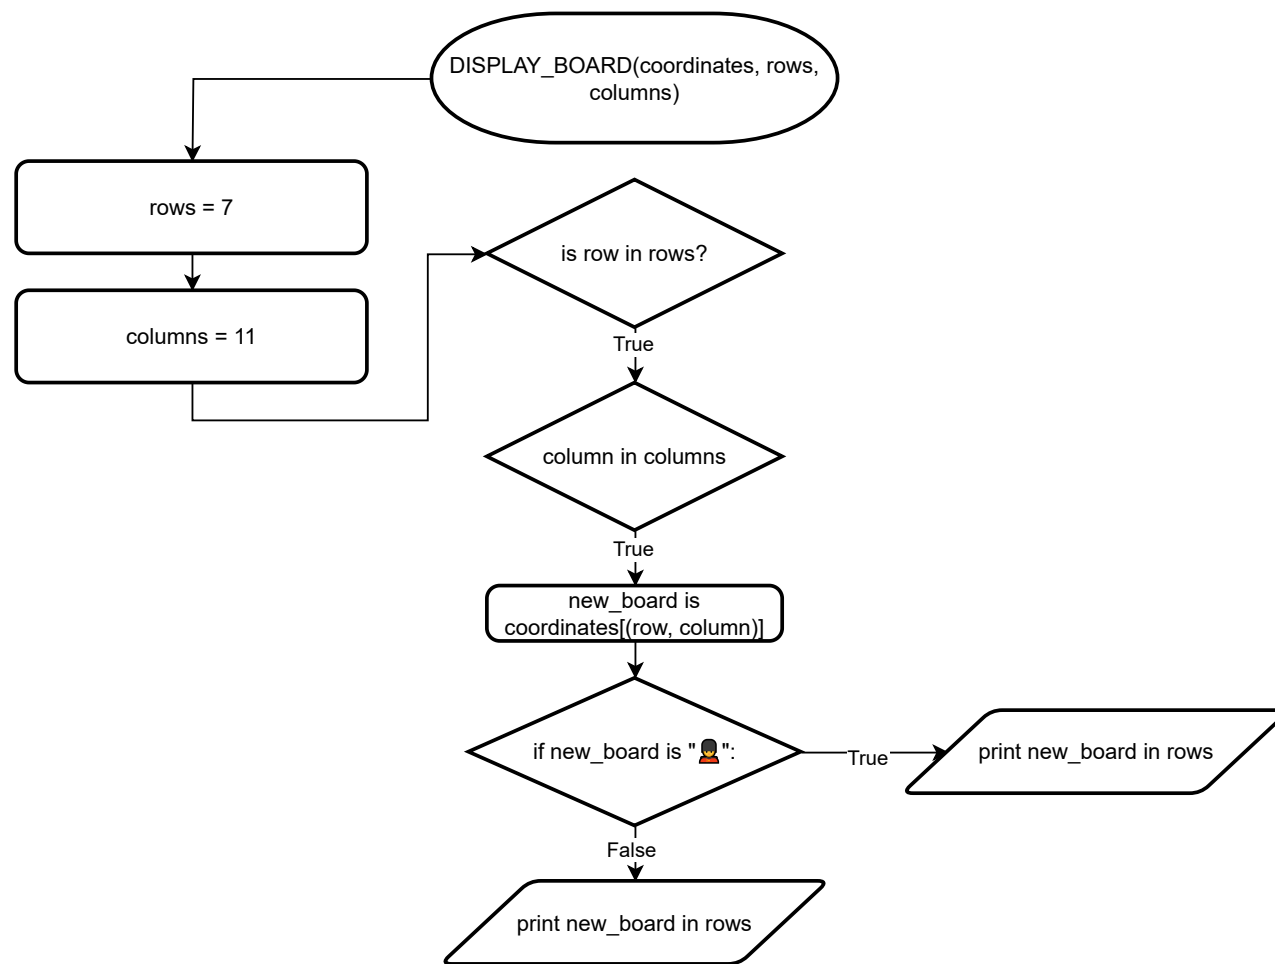 DISPLAY_BOARD(coordinates, rows,
columns)
rows = 7
columns = 11
is row in rows?
True
column in columns
True
new_board is
coordinates[(row, column)]
if new_board is "💂":
True
print new_board in rows
False
print new_board in rows